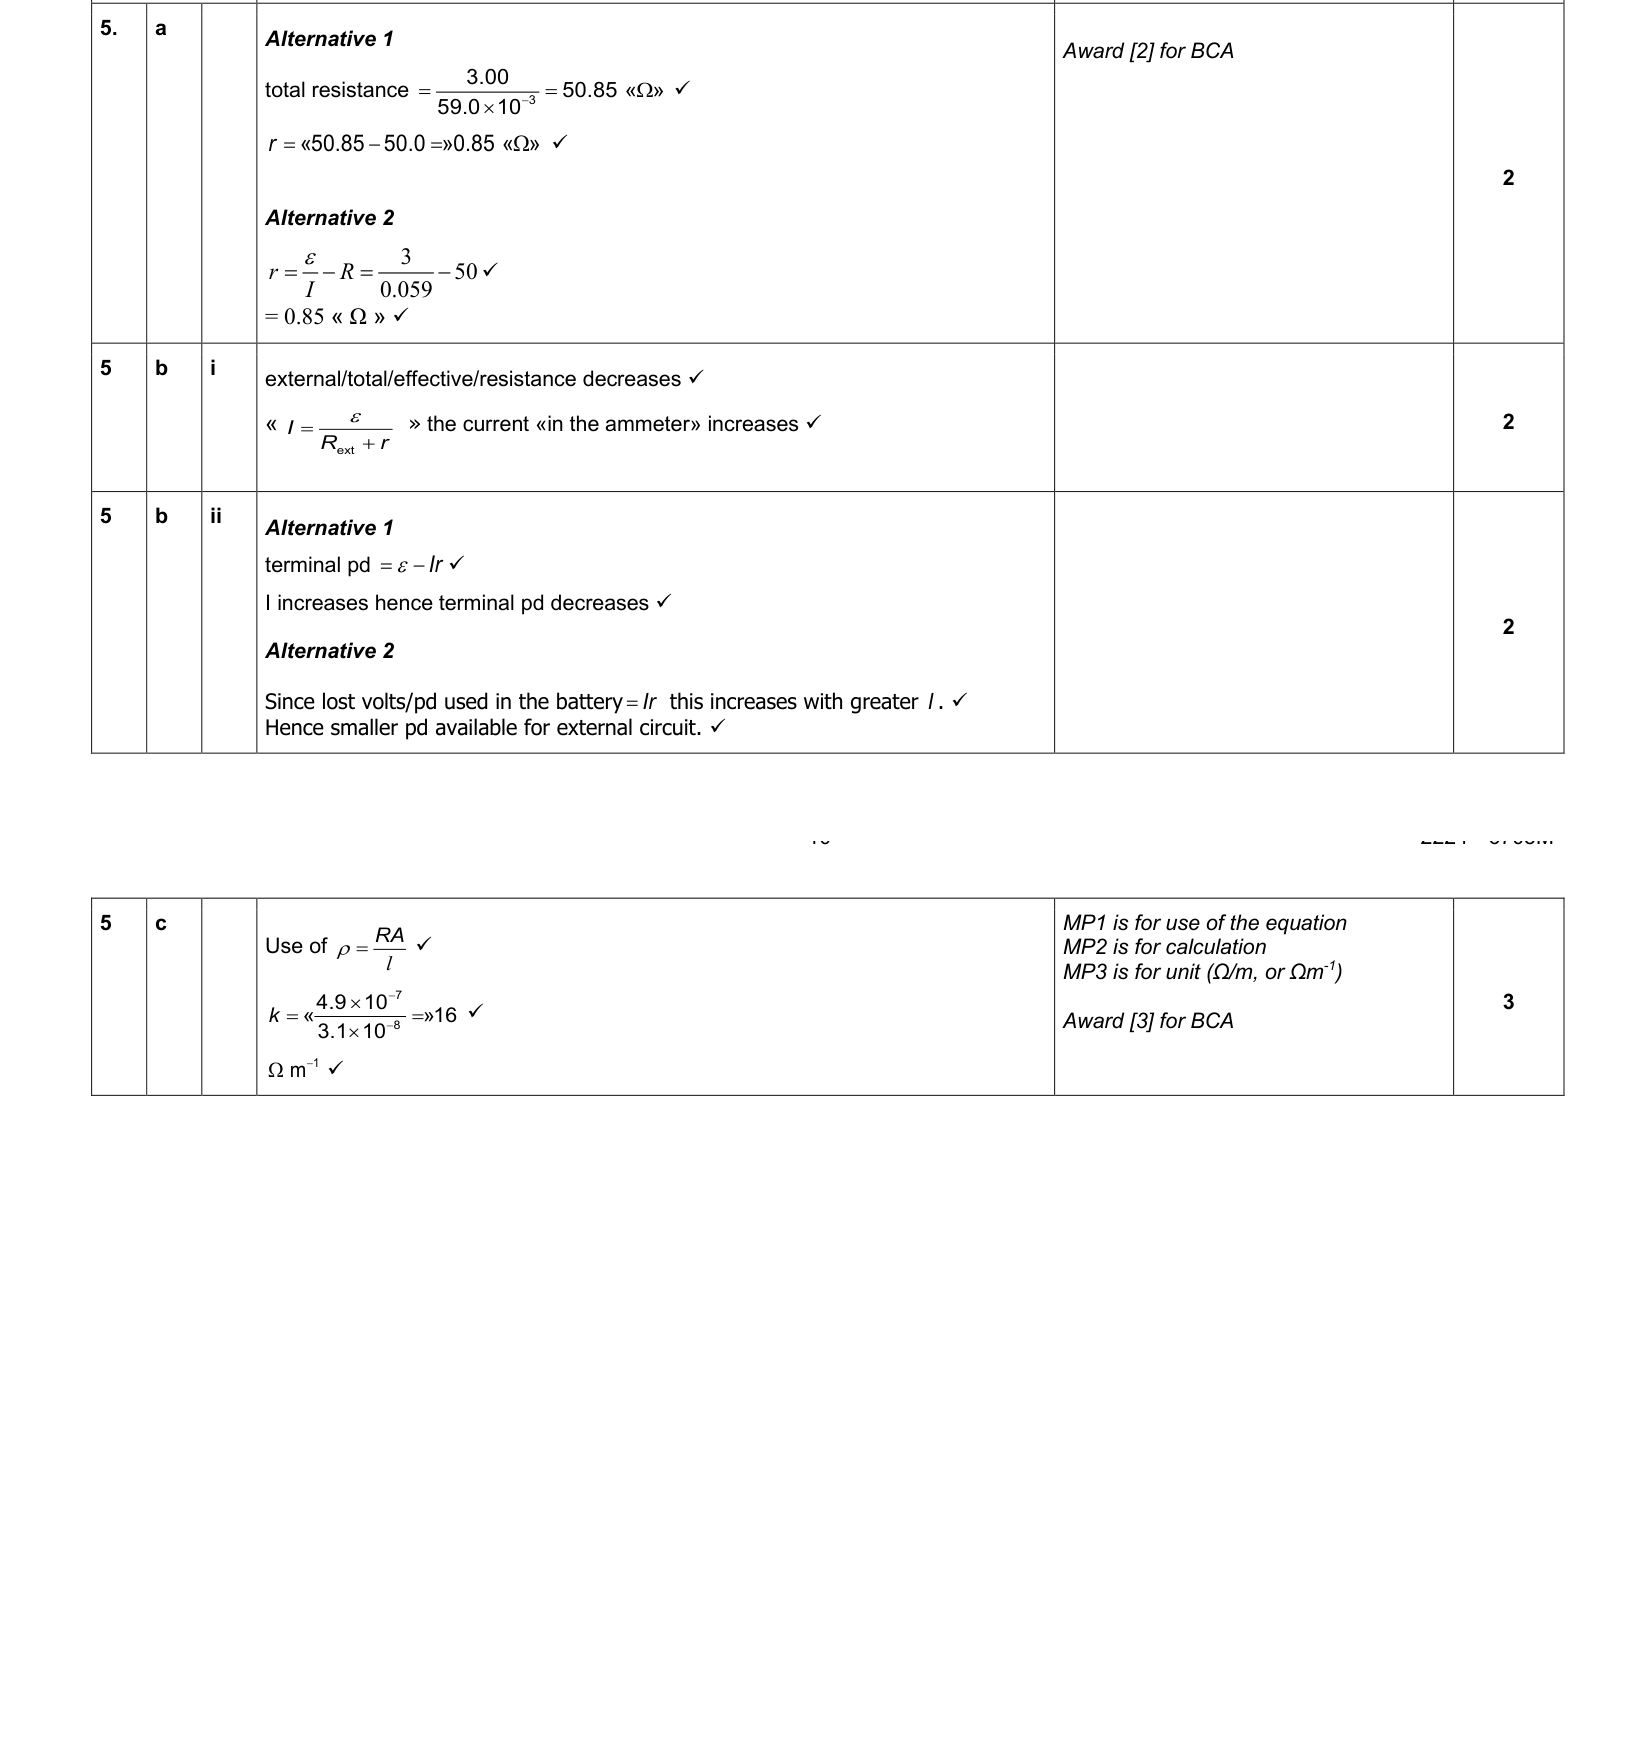 5. a
Alternative 1
Award [2] for BCA
total resistance = 3.00 / 59.0×10⁻³ = 50.85 «Ω» ✓
r = «50.85 – 50.0 =»0.85 «Ω» ✓
2
Alternative 2
r = ε / I – R = 3 / 0.059 – 50 ✓
= 0.85 « Ω » ✓
5 b i
external/total/effective/resistance decreases ✓
« I = ε / R_ext + r » the current «in the ammeter» increases ✓
2
5 b ii
Alternative 1
terminal pd = ε – Ir ✓
I increases hence terminal pd decreases ✓
2
Alternative 2
Since lost volts/pd used in the battery = Ir this increases with greater I . ✓
Hence smaller pd available for external circuit. ✓
5 c
Use of ρ = RA / l ✓
k = « 4.9×10⁻⁷ / 3.1×10⁻⁸ =»16 ✓
Ω m⁻¹ ✓
MP1 is for use of the equation
MP2 is for calculation
MP3 is for unit (Ω/m, or Ωm⁻¹)
Award [3] for BCA
3